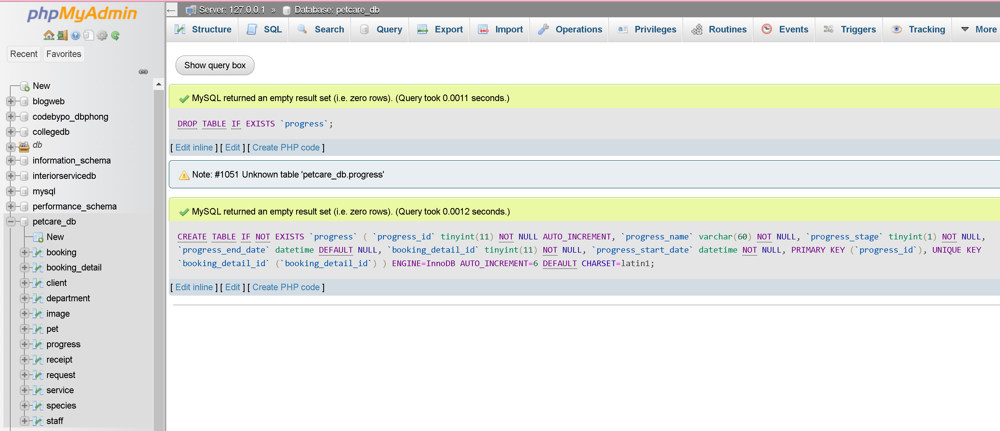 phpMyAdmin
Recent Favorites
New
blogweb
codebypo_dbphong
collegedb
db
information_schema
interiorservicedb
mysql
performance_schema
petcare_db
New
booking
booking_detail
client
department
image
pet
progress
receipt
request
service
species
staff
Server: 127.0.0.1 » Database: petcare_db
Structure SQL Search Query Export Import Operations Privileges Routines Events Triggers Tracking More
Show query box
MySQL returned an empty result set (i.e. zero rows). (Query took 0.0011 seconds.)
DROP TABLE IF EXISTS `progress`;
[ Edit inline ] [ Edit ] [ Create PHP code ]
Note: #1051 Unknown table 'petcare_db.progress'
MySQL returned an empty result set (i.e. zero rows). (Query took 0.0012 seconds.)
CREATE TABLE IF NOT EXISTS `progress` ( `progress_id` tinyint(11) NOT NULL AUTO_INCREMENT, `progress_name` varchar(60) NOT NULL, `progress_stage` tinyint(1) NOT NULL,
`progress_end_date` datetime DEFAULT NULL, `booking_detail_id` tinyint(11) NOT NULL, `progress_start_date` datetime NOT NULL, PRIMARY KEY (`progress_id`), UNIQUE KEY
`booking_detail_id` (`booking_detail_id`) ) ENGINE=InnoDB AUTO_INCREMENT=6 DEFAULT CHARSET=latin1;
[ Edit inline ] [ Edit ] [ Create PHP code ]